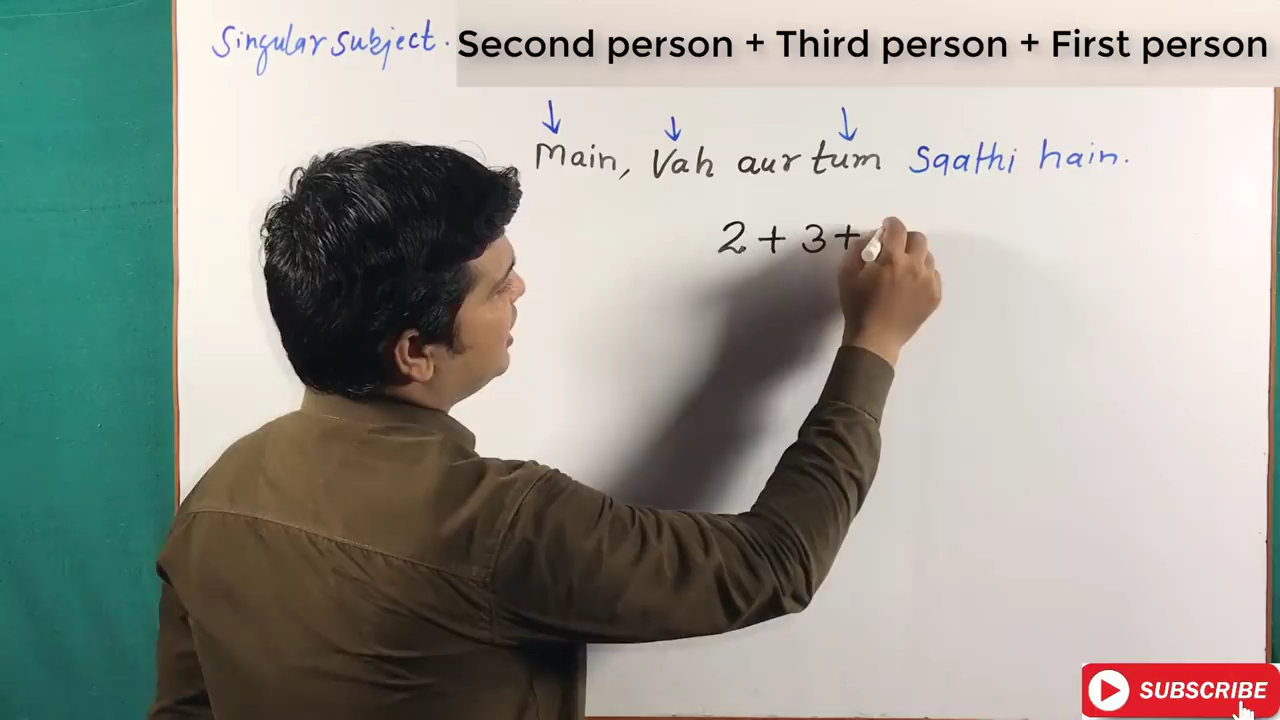 Singular subject.
Second person + Third person + First person
Main, Vah aur tum Saathi hain.
2 + 3 +
SUBSCRIBE